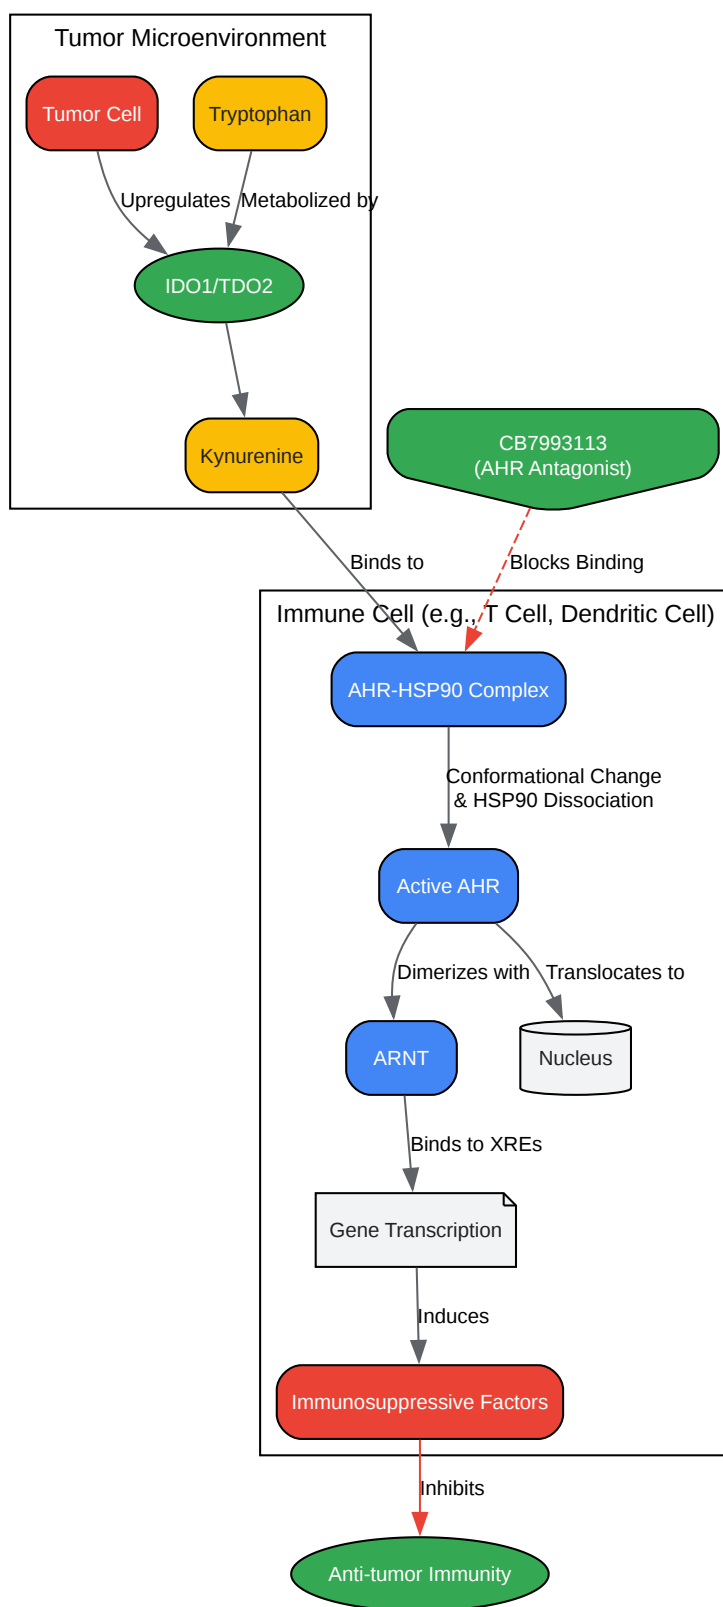 Tumor Microenvironment
Tumor Cell
Tryptophan
Upregulates
Metabolized by
IDO1/TDO2
Kynurenine
CB7993113
(AHR Antagonist)
Binds to
Blocks Binding
Immune Cell (e.g., T Cell, Dendritic Cell)
AHR-HSP90 Complex
Conformational Change
& HSP90 Dissociation
Active AHR
Dimerizes with
Translocates to
ARNT
Nucleus
Binds to XREs
Gene Transcription
Induces
Immunosuppressive Factors
Inhibits
Anti-tumor Immunity